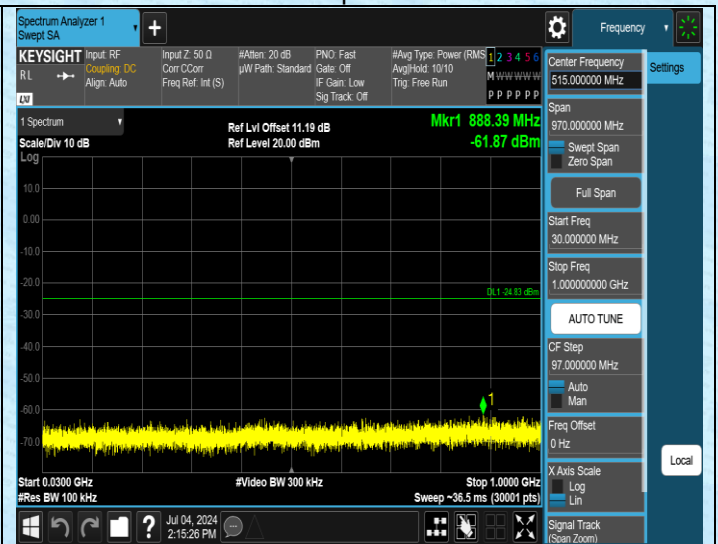 Spectrum Analyzer 1
Swept SA
+
Frequency
KEYSIGHT
RL
LXI
Input: RF
Coupling: DC
Align: Auto
Input Z: 50 Ω
Corr CCorr
Freq Ref: Int (S)
#Atten: 20 dB
µW Path: Standard
PNO: Fast
Gate: Off
IF Gain: Low
Sig Track: Off
#Avg Type: Power (RMS
Avg|Hold: 10/10
Trig: Free Run
1 2 3 4 5 6
M W W W W W
P P P P P P
1 Spectrum
Scale/Div 10 dB
Log
Ref Lvl Offset 11.19 dB
Ref Level 20.00 dBm
Mkr1 888.39 MHz
-61.87 dBm
10.0
0.00
-10.0
-20.0
DL1 -24.83 dBm
-30.0
-40.0
-50.0
-60.0
1
-70.0
Start 0.0300 GHz
#Res BW 100 kHz
#Video BW 300 kHz
Stop 1.0000 GHz
Sweep ~36.5 ms (30001 pts)
?
Jul 04, 2024
2:15:26 PM
Center Frequency
515.000000 MHz
Span
970.000000 MHz
Swept Span
Zero Span
Full Span
Start Freq
30.000000 MHz
Stop Freq
1.000000000 GHz
AUTO TUNE
CF Step
97.000000 MHz
Auto
Man
Freq Offset
0 Hz
X Axis Scale
Log
Lin
Signal Track
(Span Zoom)
Settings
Local